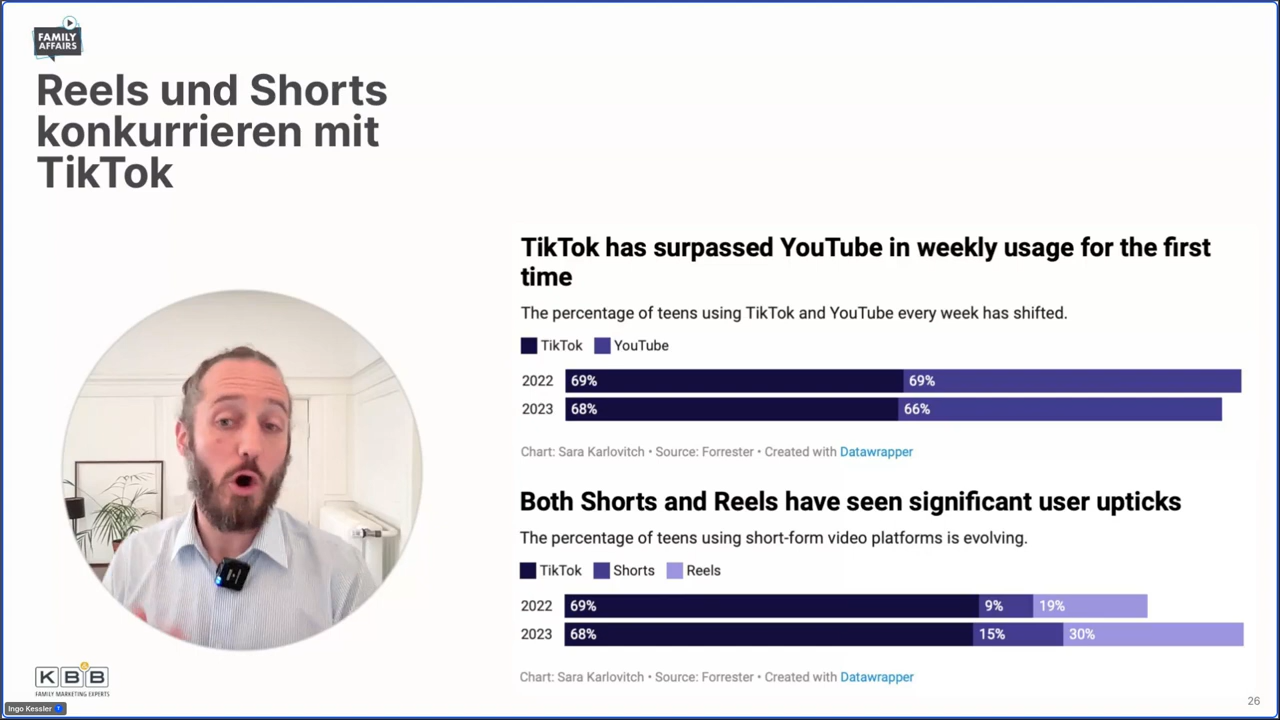 FAMILY
AFFAIRS
Reels und Shorts
konkurrieren mit
TikTok
TikTok has surpassed YouTube in weekly usage for the first
time
The percentage of teens using TikTok and YouTube every week has shifted.
TikTok YouTube
2022 69% 69%
2023 68% 66%
Chart: Sara Karlovitch • Source: Forrester • Created with Datawrapper
Both Shorts and Reels have seen significant user upticks
The percentage of teens using short-form video platforms is evolving.
TikTok Shorts Reels
2022 69% 9% 19%
2023 68% 15% 30%
Chart: Sara Karlovitch • Source: Forrester • Created with Datawrapper
KB&B
FAMILY MARKETING EXPERTS
Ingo Kessler
26